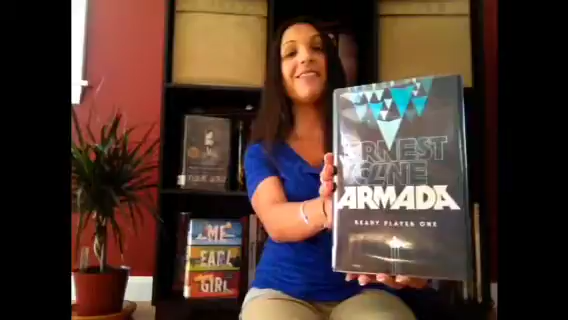 ERNEST
CLINE
ARMADA
READY PLAYER ONE
ME
EARL
GIRL